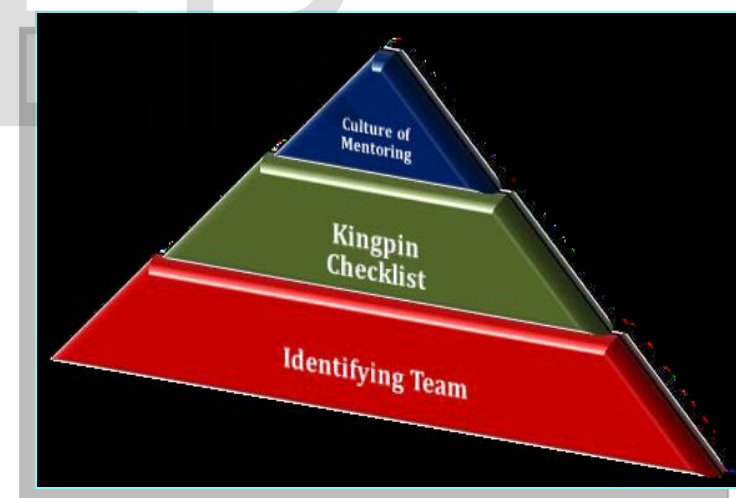 Culture of
Mentoring
Kingpin
Checklist
Identifying Team